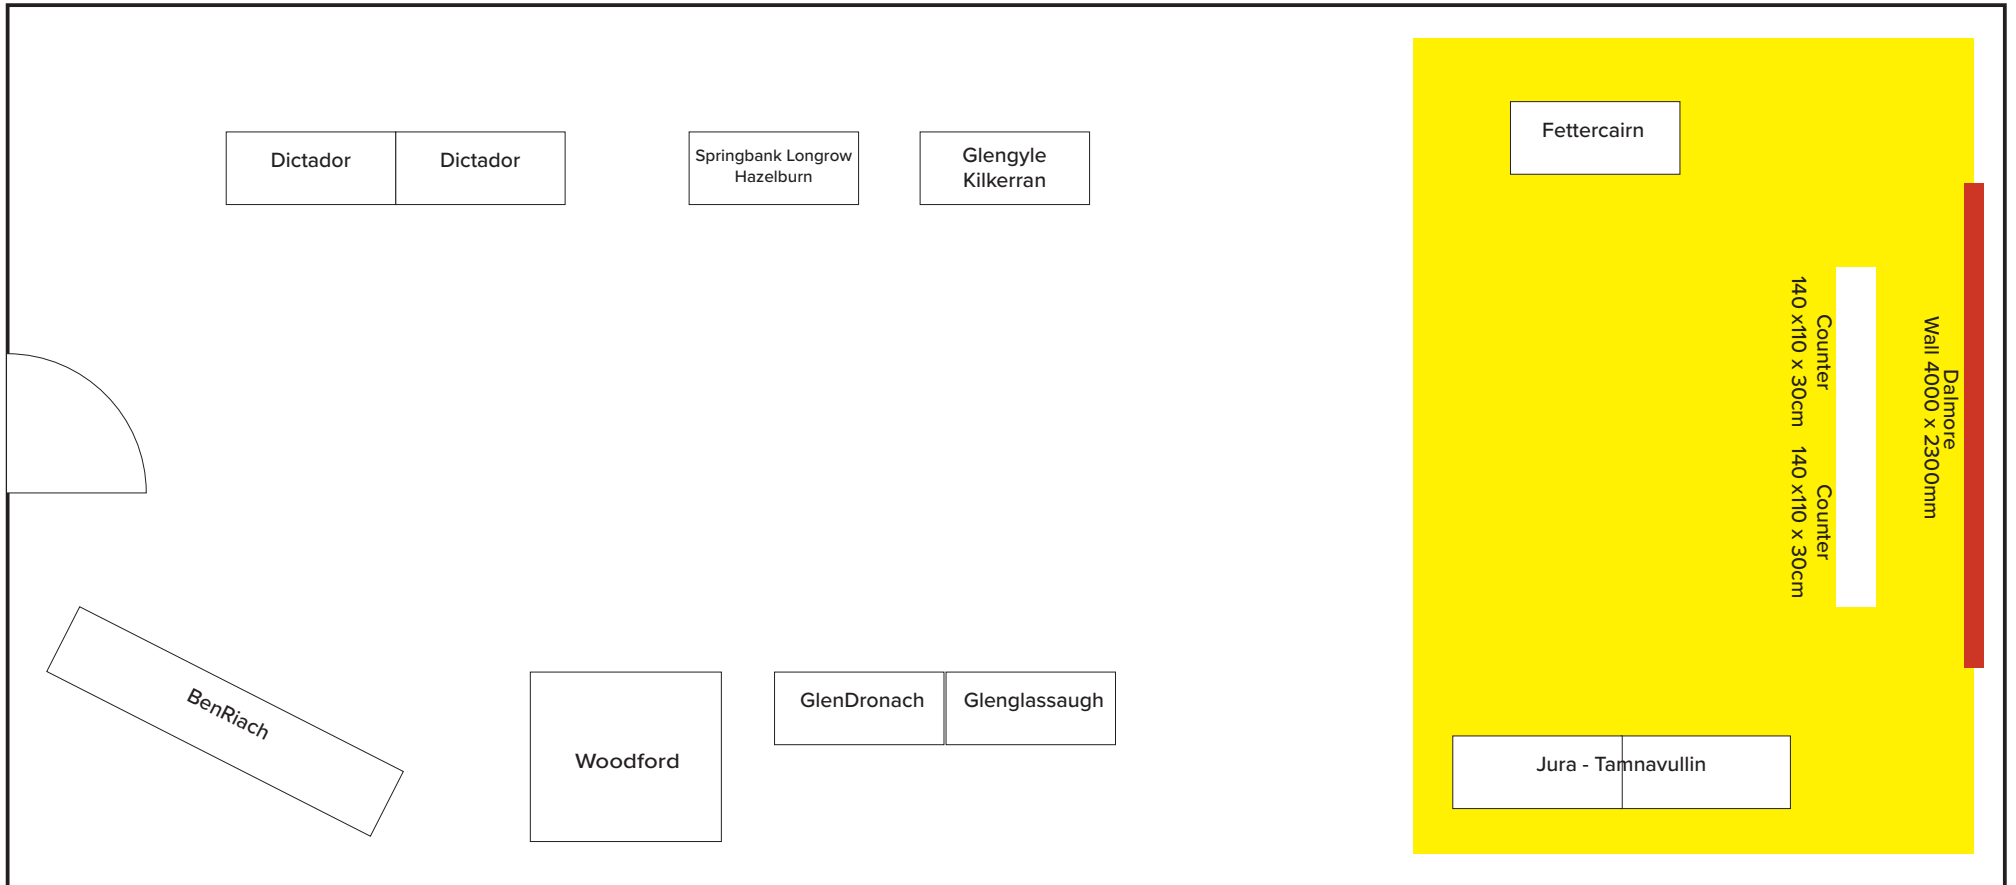 Dictador
Dictador
Springbank Longrow
Hazelburn
Glengyle
Kilkerran
Fettercairn
Counter
140 x110 x 30cm
Counter
140 x110 x 30cm
Dalmore
Wall 4000 x 2300mm
BenRiach
Woodford
GlenDronach
Glenglassaugh
Jura - Tamnavullin